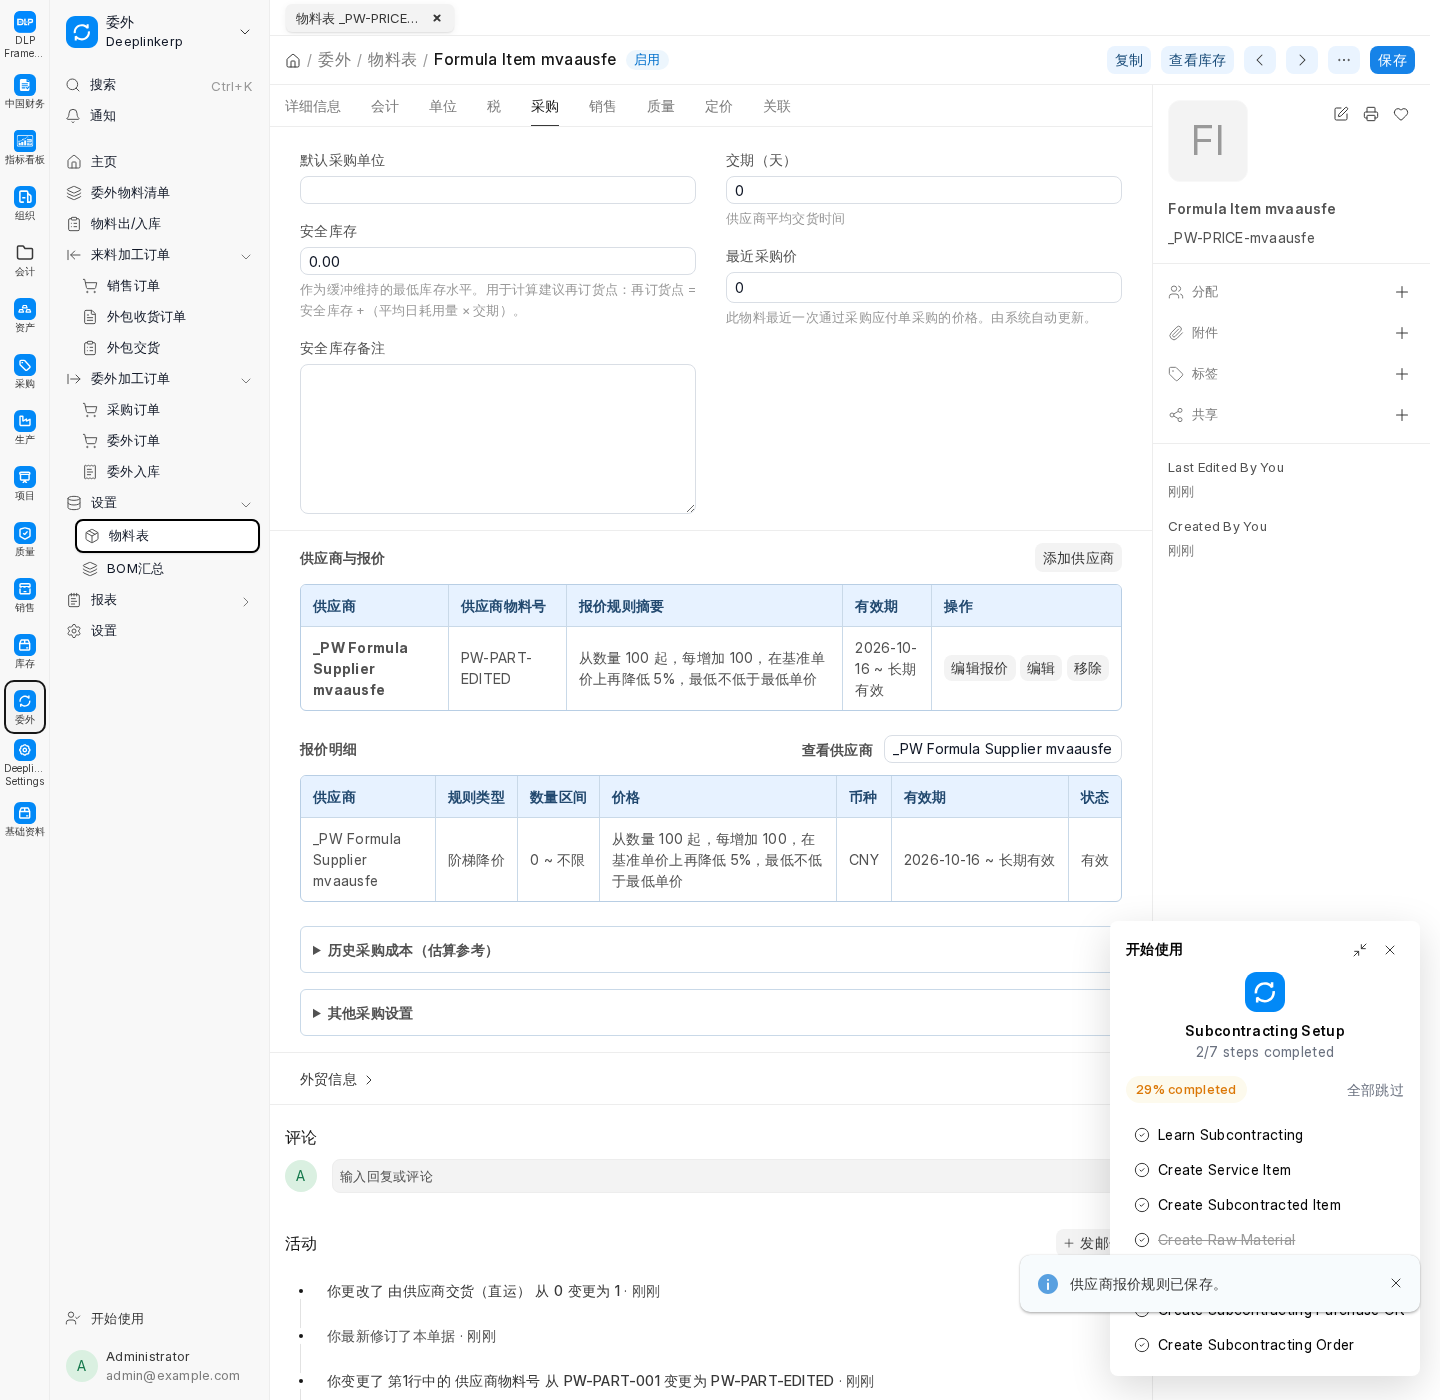 DLP
DLP
Frame...
中国财务
指标看板
组织
会计
资产
采购
生产
项目
质量
销售
库存
委外
Deepli...
Settings
基础资料
委外
Deeplinkerp
搜索 Ctrl+K
通知
主页
委外物料清单
物料出/入库
来料加工订单
销售订单
外包收货订单
外包交货
委外加工订单
采购订单
委外订单
委外入库
设置
物料表
BOM汇总
报表
设置
开始使用
A
Administrator
admin@example.com
物料表 _PW-PRICE...
/ 委外 / 物料表 / Formula Item mvaausfe 启用
复制 查看库存 ··· 保存
详细信息 会计 单位 税 采购 销售 质量 定价 关联
默认采购单位
安全库存
0.00
作为缓冲维持的最低库存水平。用于计算建议再订货点：再订货点 =
安全库存 +（平均日耗用量 × 交期）。
安全库存备注
交期（天）
0
供应商平均交货时间
最近采购价
0
此物料最近一次通过采购应付单采购的价格。由系统自动更新。
供应商与报价 添加供应商
供应商 供应商物料号 报价规则摘要 有效期 操作
_PW Formula
Supplier
mvaausfe
PW-PART-
EDITED
从数量 100 起，每增加 100，在基准单
价上再降低 5%，最低不低于最低单价
2026-10-
16 ~ 长期
有效
编辑报价 编辑 移除
报价明细 查看供应商 _PW Formula Supplier mvaausfe
供应商 规则类型 数量区间 价格 币种 有效期 状态
_PW Formula
Supplier
mvaausfe
阶梯降价
0 ~ 不限
从数量 100 起，每增加 100，在
基准单价上再降低 5%，最低不低
于最低单价
CNY
2026-10-16 ~ 长期有效
有效
历史采购成本（估算参考）
其他采购设置
外贸信息
评论
A
输入回复或评论
活动
发邮
你更改了 由供应商交货（直运） 从 0 变更为 1 · 刚刚
你最新修订了本单据 · 刚刚
你变更了 第1行中的 供应商物料号 从 PW-PART-001 变更为 PW-PART-EDITED · 刚刚
FI
Formula Item mvaausfe
_PW-PRICE-mvaausfe
分配
附件
标签
共享
Last Edited By You
刚刚
Created By You
刚刚
开始使用
Subcontracting Setup
2/7 steps completed
29% completed 全部跳过
Learn Subcontracting
Create Service Item
Create Subcontracted Item
Create Raw Material
供应商报价规则已保存。
Create Subcontracting Order